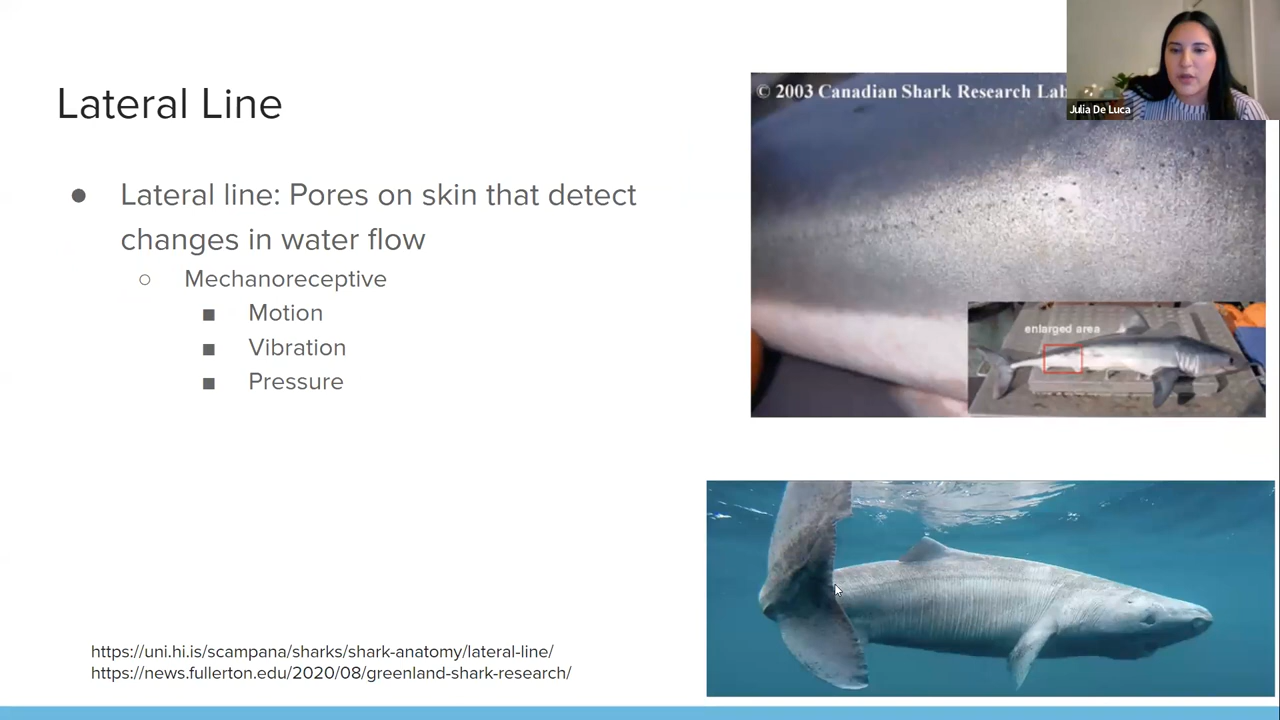 Lateral Line
● Lateral line: Pores on skin that detect
changes in water flow
○ Mechanoreceptive
■ Motion
■ Vibration
■ Pressure
https://uni.hi.is/scampana/sharks/shark-anatomy/lateral-line/
https://news.fullerton.edu/2020/08/greenland-shark-research/
© 2003 Canadian Shark Research Lab
enlarged area
Julia De Luca